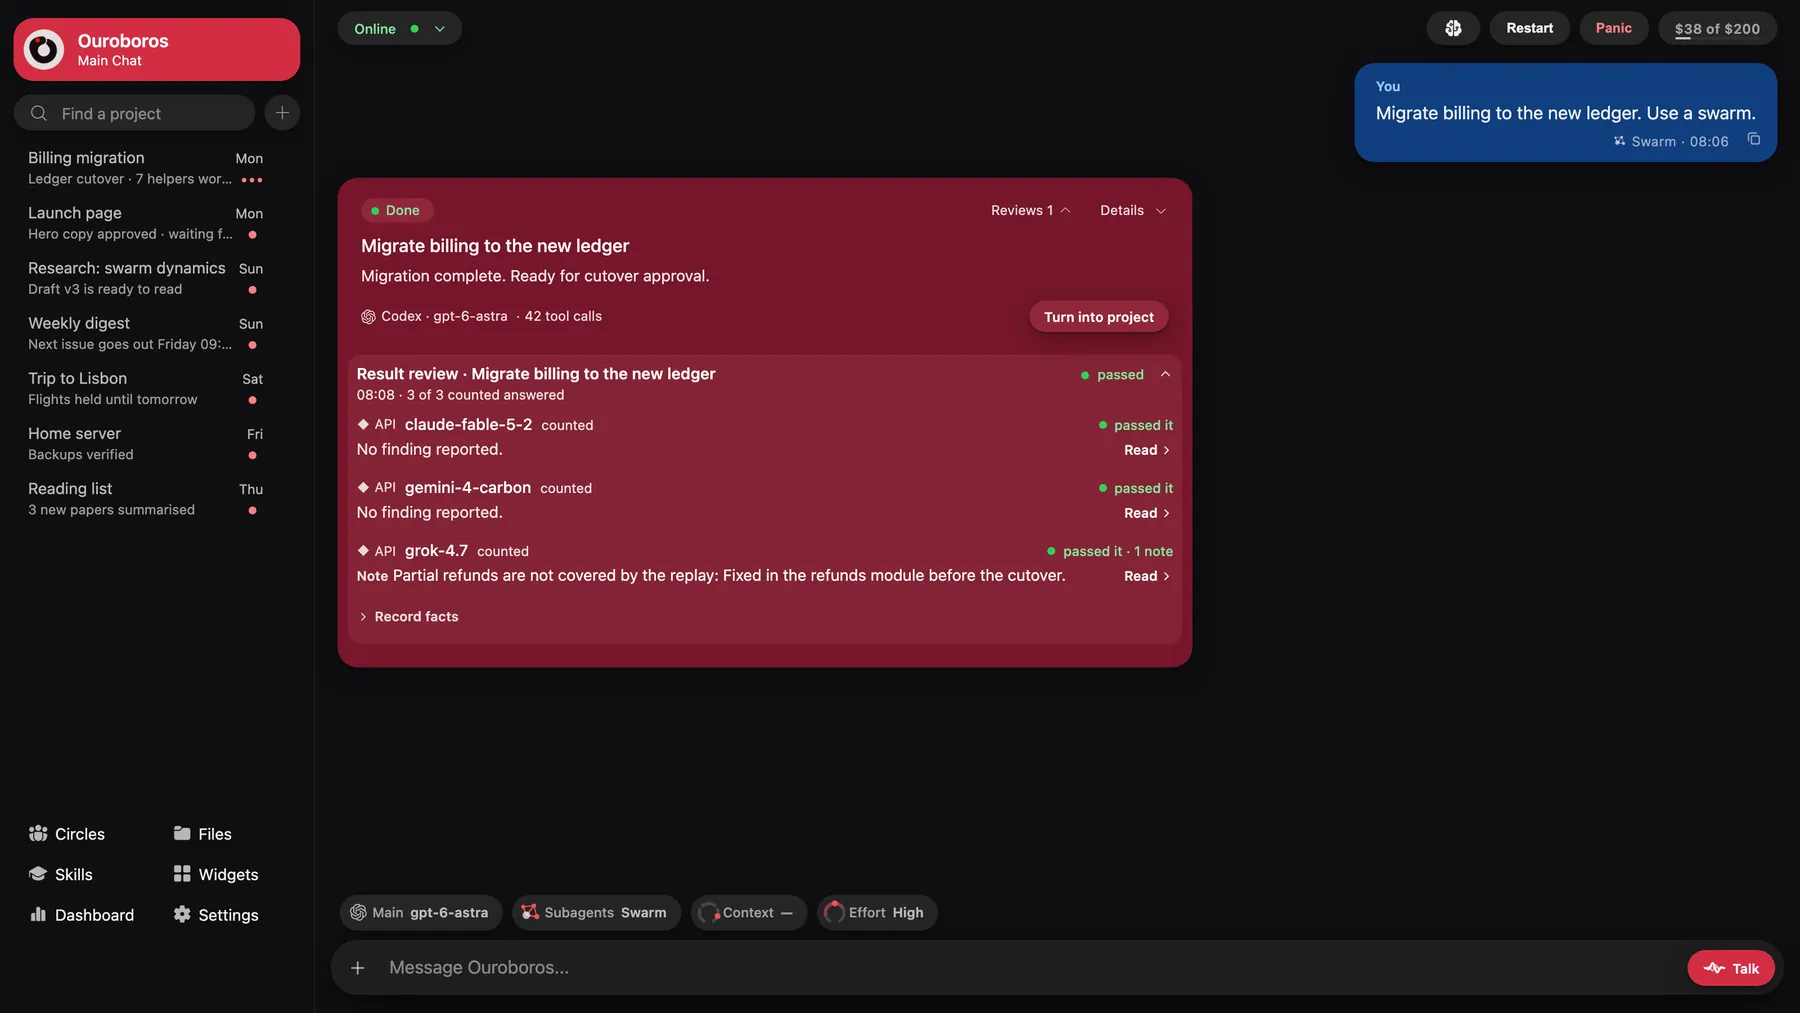 Ouroboros
Main Chat
Find a project
Billing migration Mon
Ledger cutover · 7 helpers wor...
Launch page Mon
Hero copy approved · waiting f...
Research: swarm dynamics Sun
Draft v3 is ready to read
Weekly digest Sun
Next issue goes out Friday 09:...
Trip to Lisbon Sat
Flights held until tomorrow
Home server Fri
Backups verified
Reading list Thu
3 new papers summarised
Circles Files
Skills Widgets
Dashboard Settings
Online
Restart
Panic
$38 of $200
You
Migrate billing to the new ledger. Use a swarm.
Swarm · 08:06
Done
Reviews 1
Details
Migrate billing to the new ledger
Migration complete. Ready for cutover approval.
Codex · gpt-6-astra · 42 tool calls
Turn into project
Result review · Migrate billing to the new ledger passed
08:08 · 3 of 3 counted answered
API claude-fable-5-2 counted passed it
No finding reported. Read
API gemini-4-carbon counted passed it
No finding reported. Read
API grok-4.7 counted passed it · 1 note
Note Partial refunds are not covered by the replay: Fixed in the refunds module before the cutover. Read
Record facts
Main gpt-6-astra
Subagents Swarm
Context —
Effort High
Message Ouroboros...
Talk